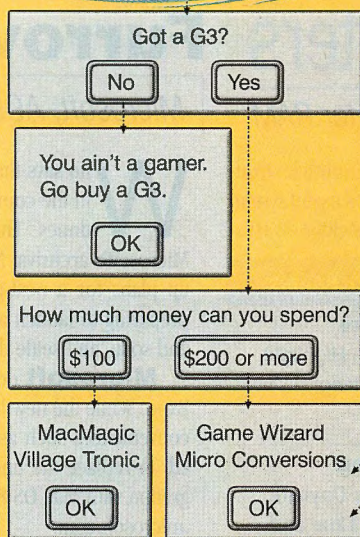 Got a G3?
No Yes
You ain't a gamer.
Go buy a G3.
OK
How much money can you spend?
$100 $200 or more
MacMagic
Village Tronic
OK
Game Wizard
Micro Conversions
OK